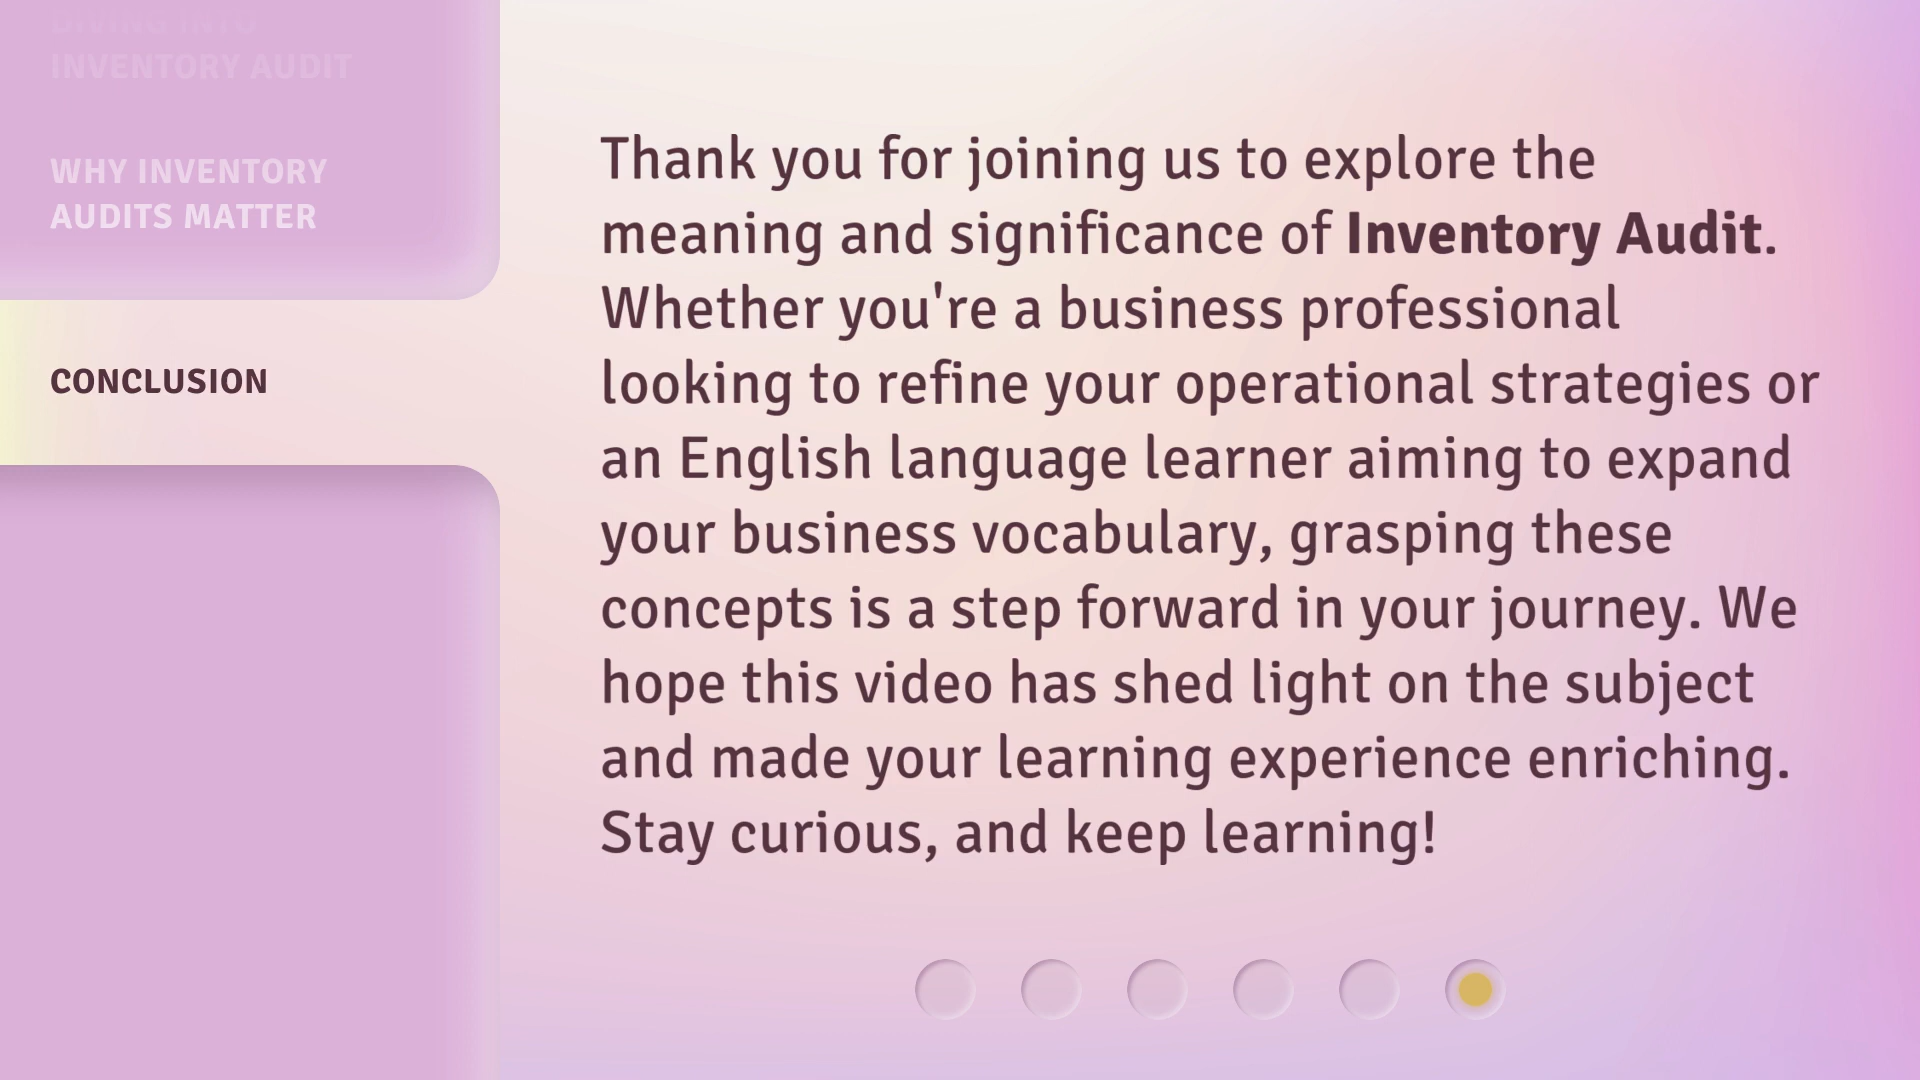 DIVING INTO
INVENTORY AUDIT
WHY INVENTORY
AUDITS MATTER
CONCLUSION
Thank you for joining us to explore the
meaning and significance of Inventory Audit.
Whether you're a business professional
looking to refine your operational strategies or
an English language learner aiming to expand
your business vocabulary, grasping these
concepts is a step forward in your journey. We
hope this video has shed light on the subject
and made your learning experience enriching.
Stay curious, and keep learning!